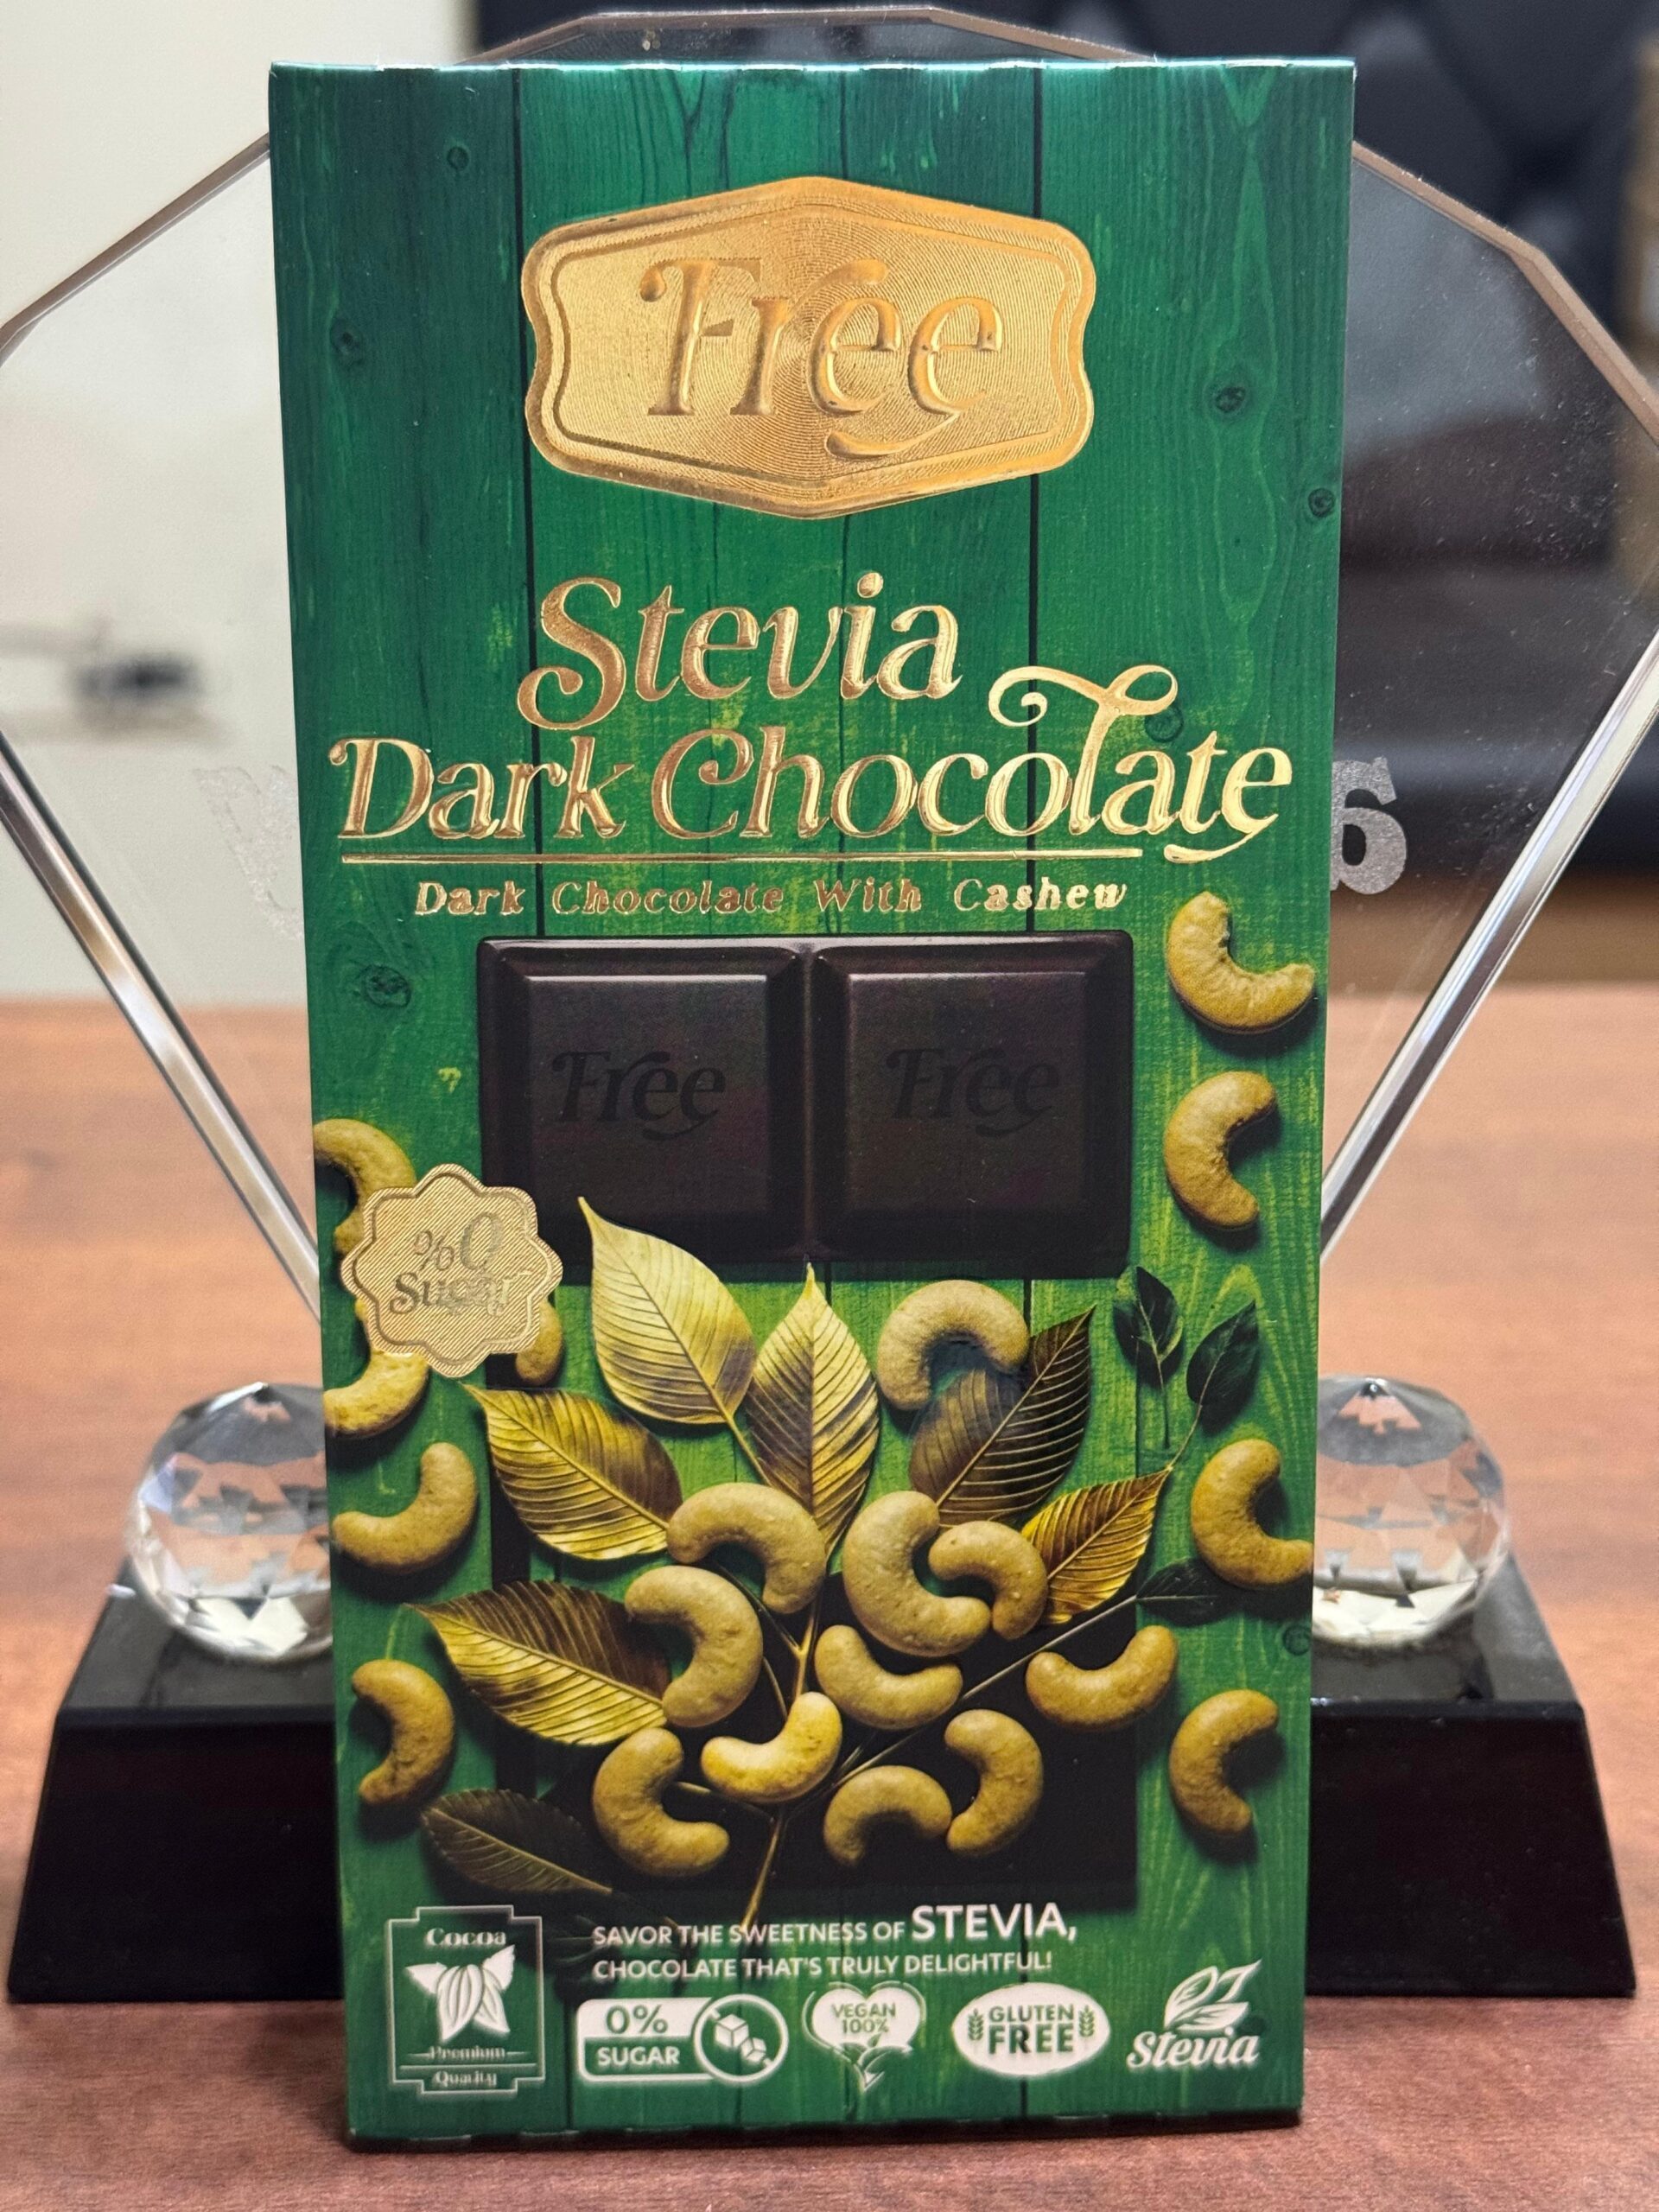 Free
Stevia
Dark Chocolate
Dark Chocolate With Cashew
Free Free
%0
Sugar
Cocoa
Premium
Quality
SAVOR THE SWEETNESS OF STEVIA,
CHOCOLATE THAT'S TRULY DELIGHTFUL!
0%
SUGAR
VEGAN
100%
GLUTEN
FREE
Stevia
6